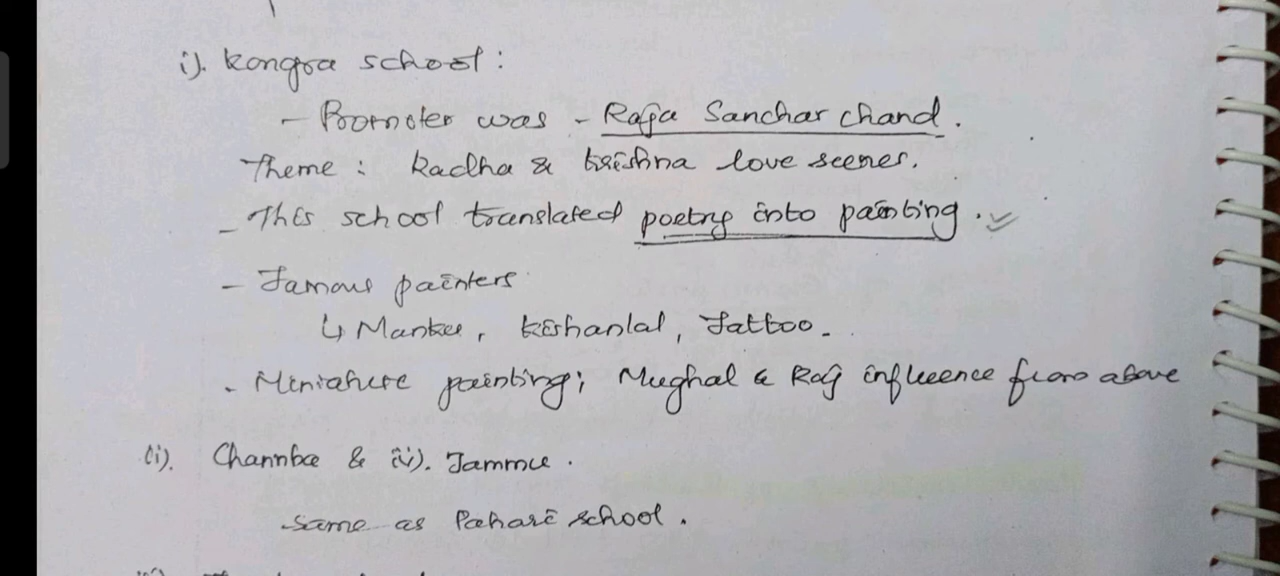 i). Kangra school:
- Promoter was - Raja Sanchar chand.
Theme: Radha & Krishna love scenes.
- This school translated poetry into painting.
- Famous painters
↳ Manku, Kishanlal, Fattoo.
- Miniature painting; Mughal & Raj influence from above
(i). Chamba & iv). Jammu.
same as Pahari school.